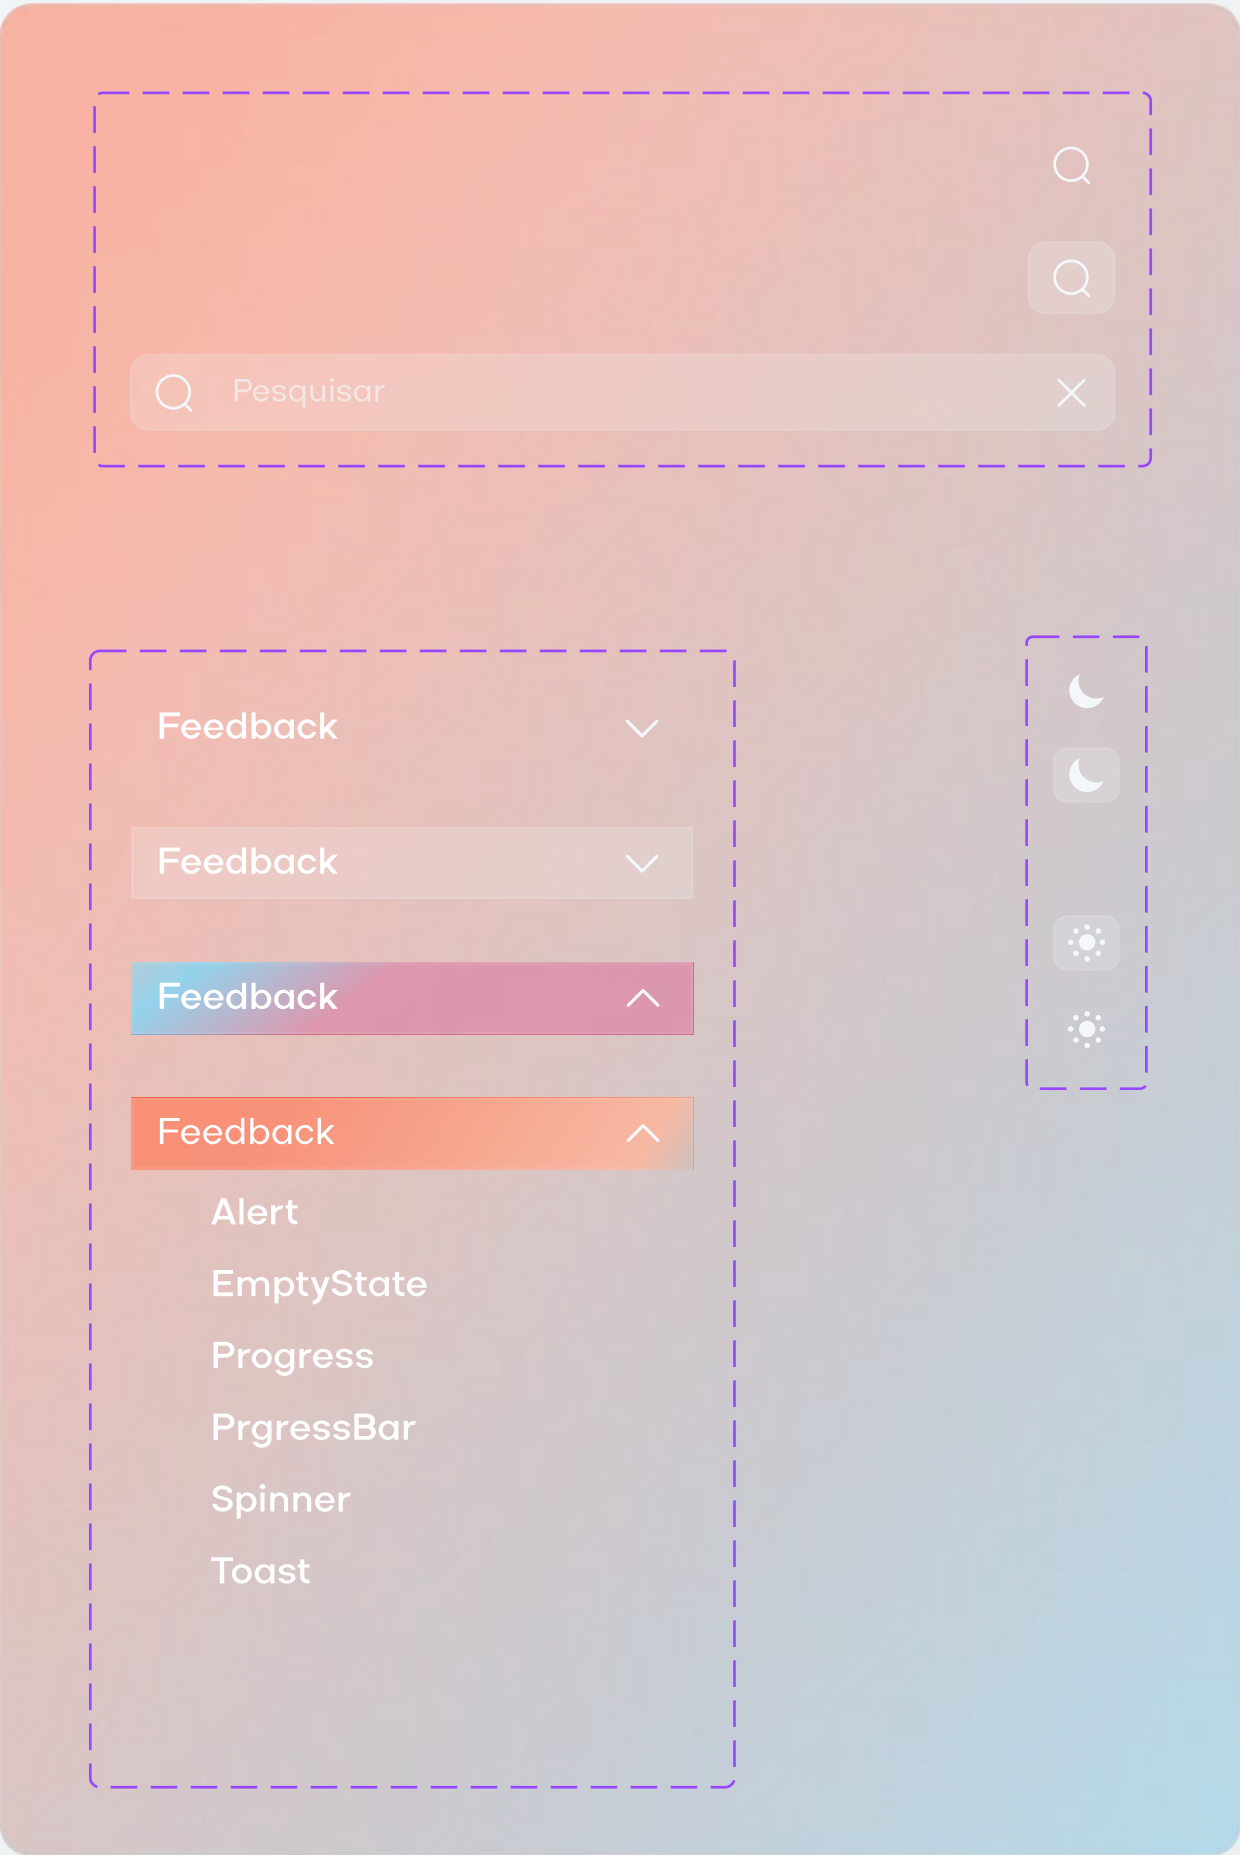 Pesquisar
Feedback
Feedback
Feedback
Feedback
Alert
EmptyState
Progress
PrgressBar
Spinner
Toast